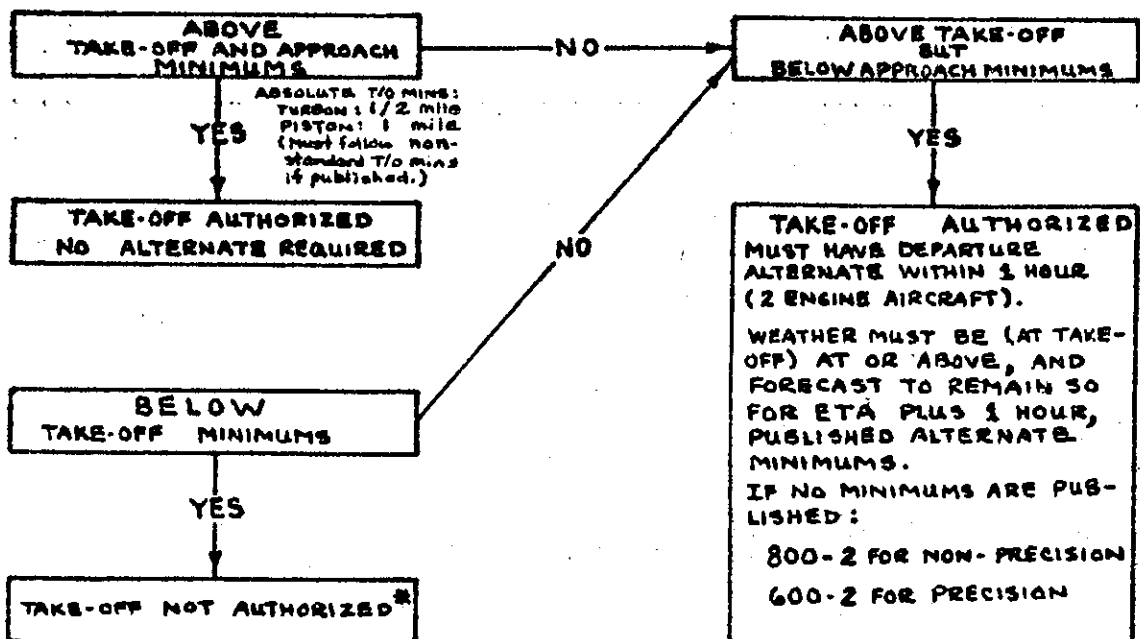 ABOVE
TAKE-OFF AND APPROACH
MINIMUMS
NO
ABOVE TAKE-OFF
BUT
BELOW APPROACH MINIMUMS
YES
ABSOLUTE T/O MINS:
TURBON: 1/2 mile
PISTON: 1 mile
(Must follow non-
standard T/O mins
if published.)
TAKE-OFF AUTHORIZED
NO ALTERNATE REQUIRED
NO
YES
TAKE-OFF AUTHORIZED
MUST HAVE DEPARTURE
ALTERNATE WITHIN 1 HOUR
(2 ENGINE AIRCRAFT).
WEATHER MUST BE (AT TAKE-
OFF) AT OR ABOVE, AND
FORECAST TO REMAIN SO
FOR ETA PLUS 1 HOUR,
PUBLISHED ALTERNATE
MINIMUMS.
IF NO MINIMUMS ARE PUB-
LISHED:
800-2 FOR NON-PRECISION
600-2 FOR PRECISION
BELOW
TAKE-OFF MINIMUMS
YES
TAKE-OFF NOT AUTHORIZED*